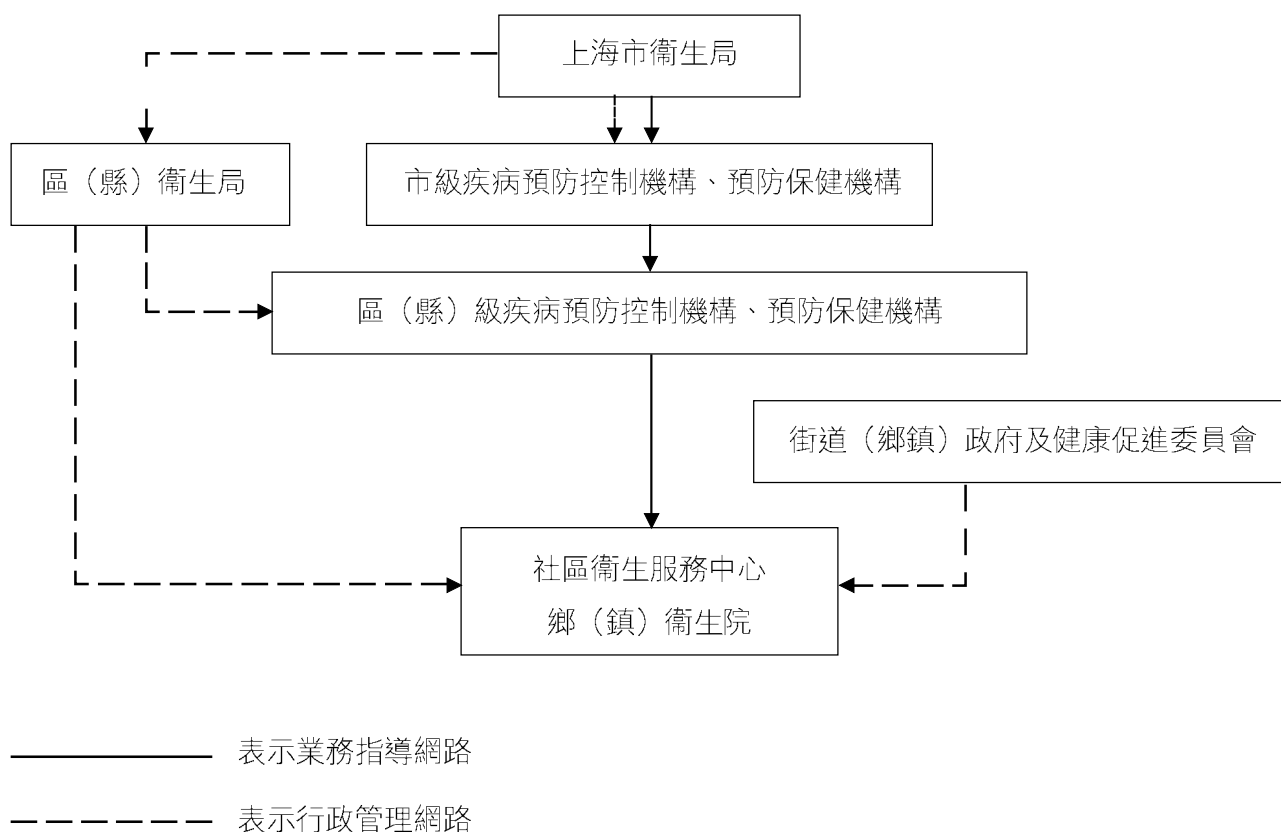 上海市衞生局
區（縣）衞生局
市級疾病預防控制機構、預防保健機構
區（縣）級疾病預防控制機構、預防保健機構
街道（鄉鎮）政府及健康促進委員會
社區衞生服務中心
鄉（鎮）衞生院
表示業務指導網路
表示行政管理網路